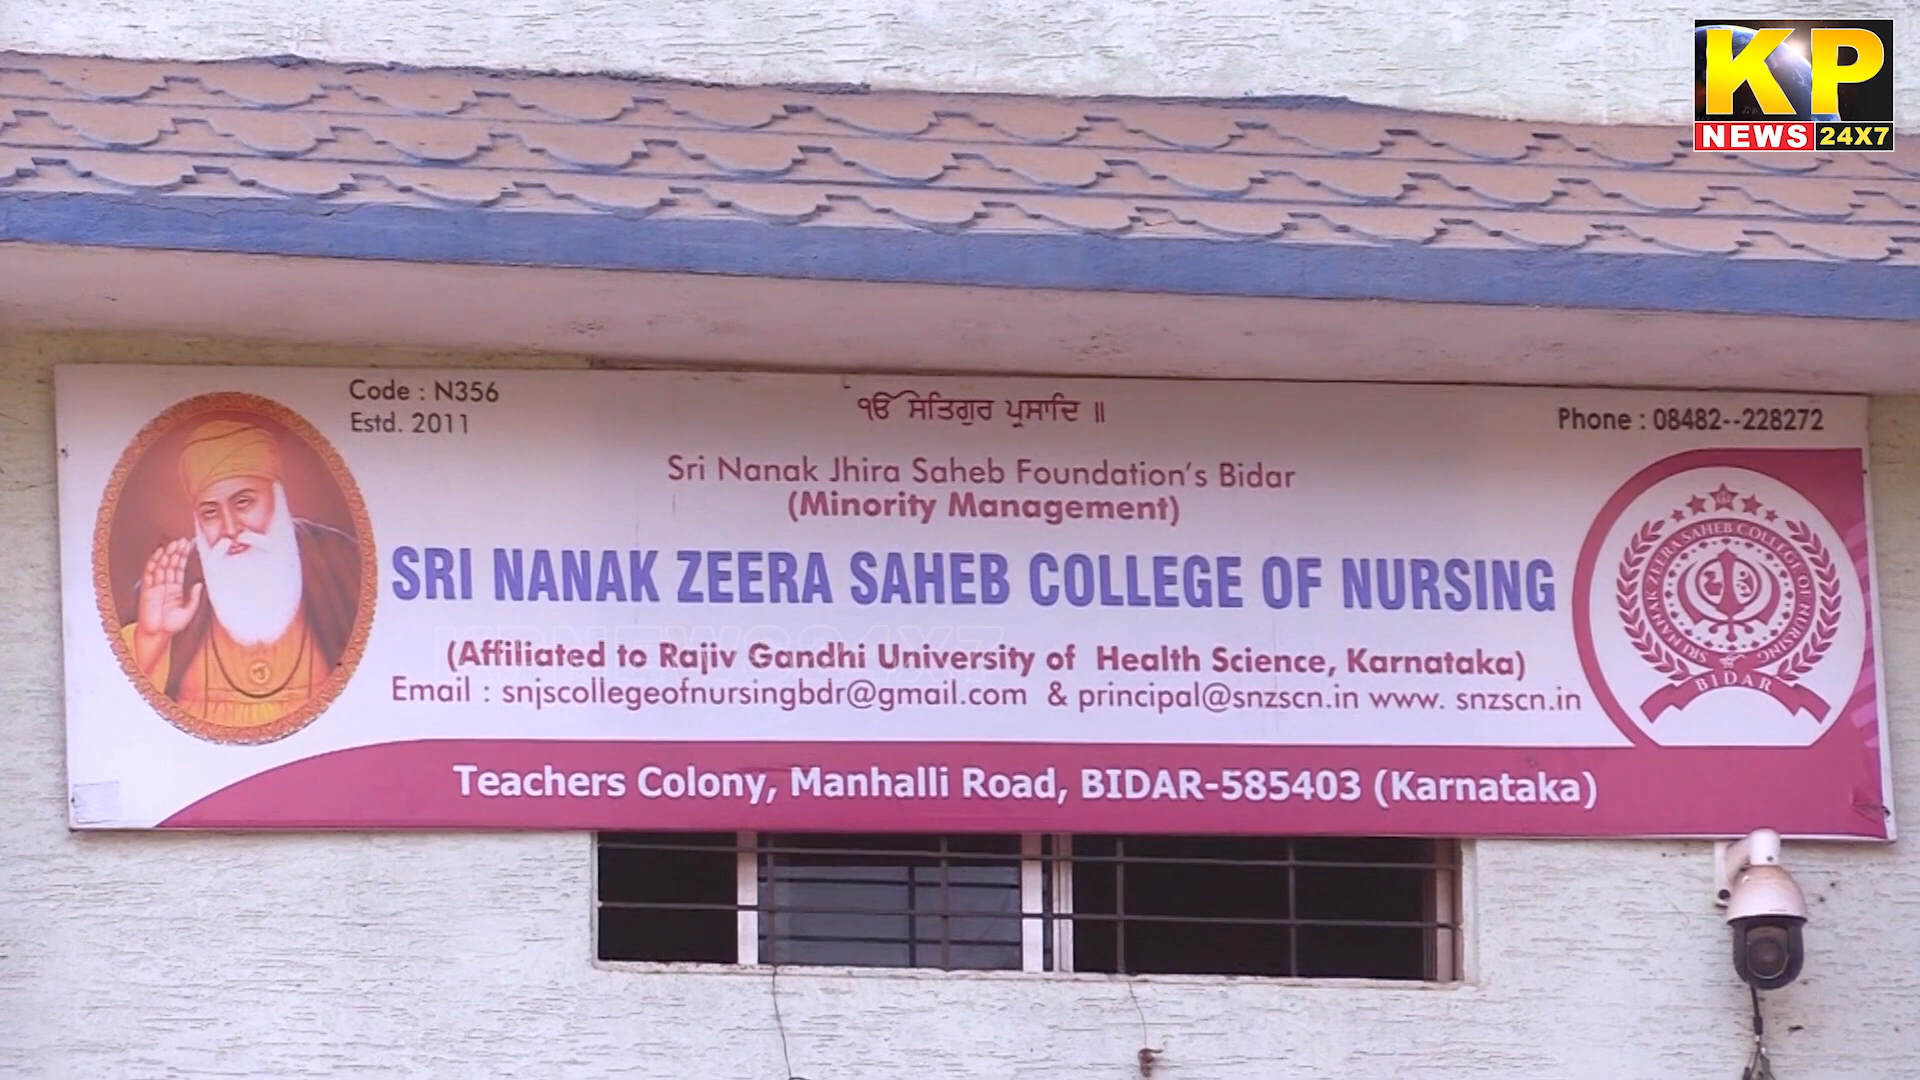 KP
NEWS 24X7
Code : N356
Estd. 2011
ੴ ਸੇਤਿਗੁਰ ਪ੍ਰਸਾਦਿ ॥
Phone : 08482--228272
Sri Nanak Jhira Saheb Foundation's Bidar
(Minority Management)
SRI NANAK ZEERA SAHEB COLLEGE OF NURSING
(Affiliated to Rajiv Gandhi University of Health Science, Karnataka)
Email : snjscollegeofnursingbdr@gmail.com & principal@snzscn.in www. snzscn.in
SRI NANAK ZEERA SAHEB COLLEGE OF NURSING
BIDAR
Teachers Colony, Manhalli Road, BIDAR-585403 (Karnataka)
KPNEWS24X7